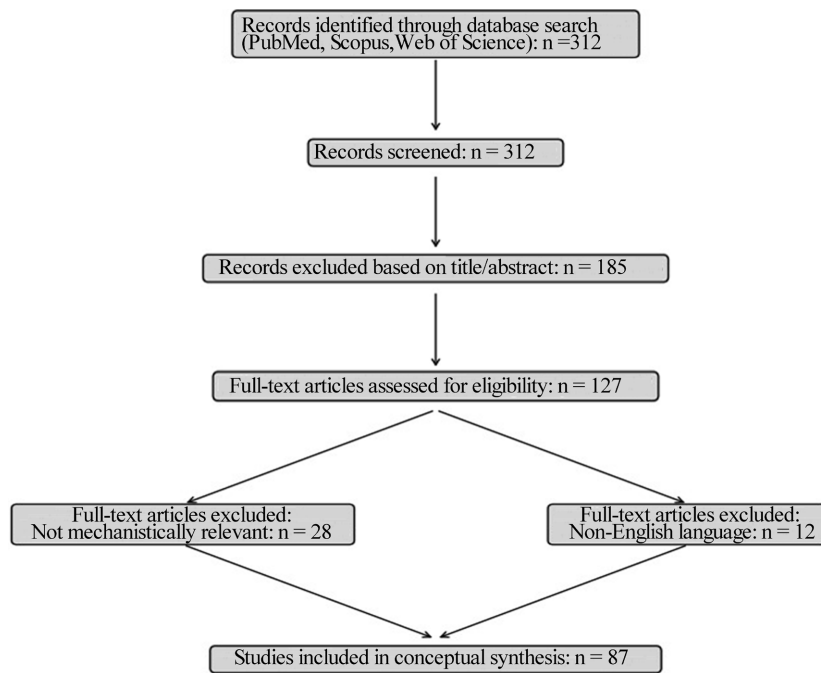 Records identified through database search
(PubMed, Scopus,Web of Science): n =312
Records screened: n = 312
Records excluded based on title/abstract: n = 185
Full-text articles assessed for eligibility: n = 127
Full-text articles excluded:
Not mechanistically relevant: n = 28
Full-text articles excluded:
Non-English language: n = 12
Studies included in conceptual synthesis: n = 87